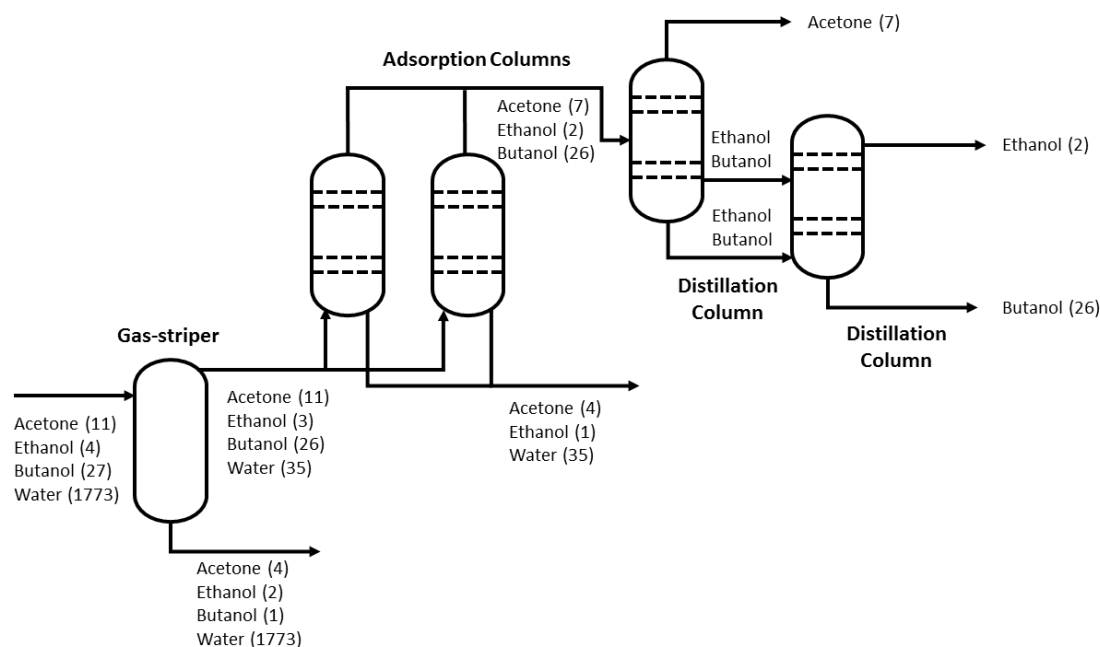 Acetone (7)
Adsorption Columns
Acetone (7)
Ethanol (2)
Butanol (26)
Ethanol
Butanol
Ethanol (2)
Ethanol
Butanol
Distillation
Column
Butanol (26)
Distillation
Column
Gas-striper
Acetone (11)
Ethanol (4)
Butanol (27)
Water (1773)
Acetone (11)
Ethanol (3)
Butanol (26)
Water (35)
Acetone (4)
Ethanol (1)
Water (35)
Acetone (4)
Ethanol (2)
Butanol (1)
Water (1773)